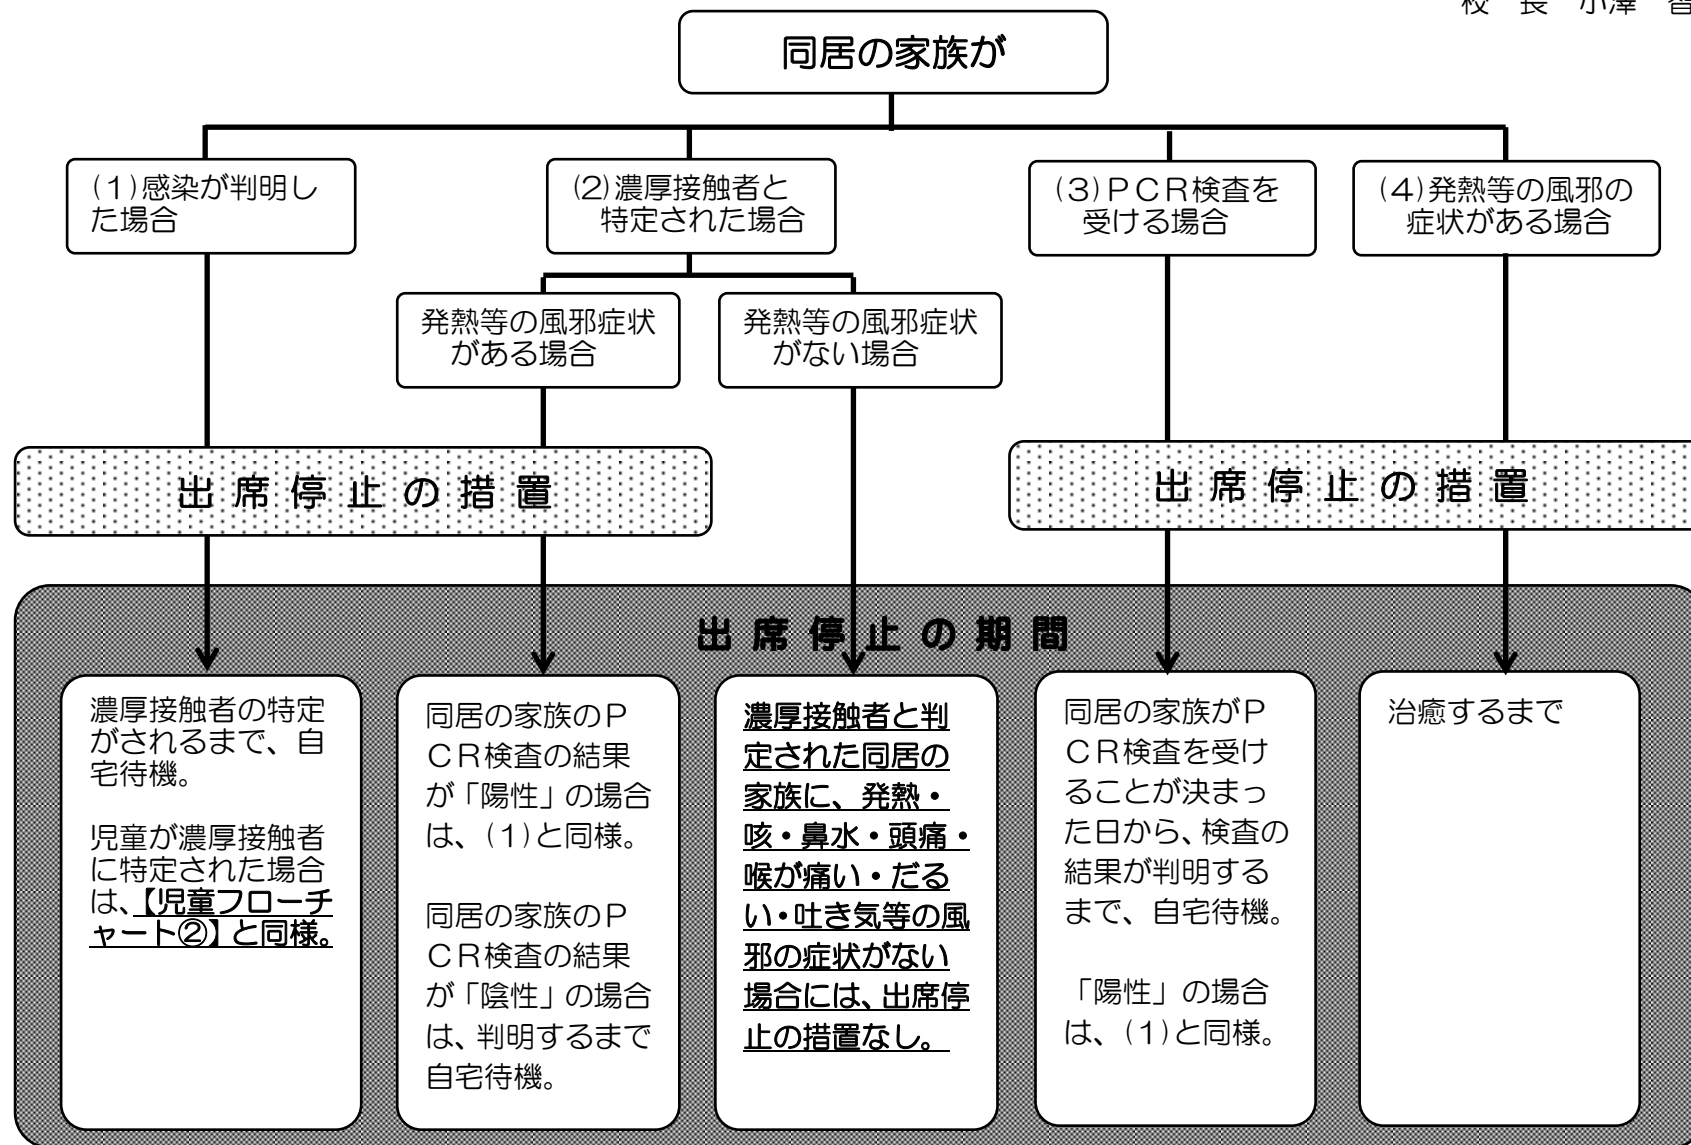 校　長　小澤
同居の家族が
(1)感染が判明し
た場合
(2)濃厚接触者と
特定された場合
(3)ＰＣＲ検査を
受ける場合
(4)発熱等の風邪の
症状がある場合
発熱等の風邪症状
がある場合
発熱等の風邪症状
がない場合
出席停止の措置
出席停止の措置
出席停止の期間
濃厚接触者の特定
がされるまで、自
宅待機。
児童が濃厚接触者
に特定された場合
は、【児童フローチ
ャート②】と同様。
同居の家族のＰ
ＣＲ検査の結果
が「陽性」の場合
は、(1)と同様。
同居の家族のＰ
ＣＲ検査の結果
が「陰性」の場合
は、判明するまで
自宅待機。
濃厚接触者と判
定された同居の
家族に、発熱・
咳・鼻水・頭痛・
喉が痛い・だる
い・吐き気等の風
邪の症状がない
場合には、出席停
止の措置なし。
同居の家族がＰ
ＣＲ検査を受け
ることが決まっ
た日から、検査の
結果が判明する
まで、自宅待機。
「陽性」の場合
は、(1)と同様。
治癒するまで